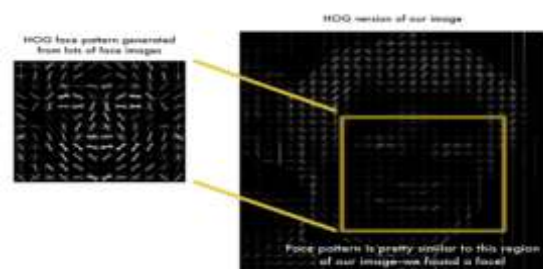 HOG face pattern generated
from lots of face images
HOG version of our image
Face pattern is pretty similar to this region
of our image-we found a face!